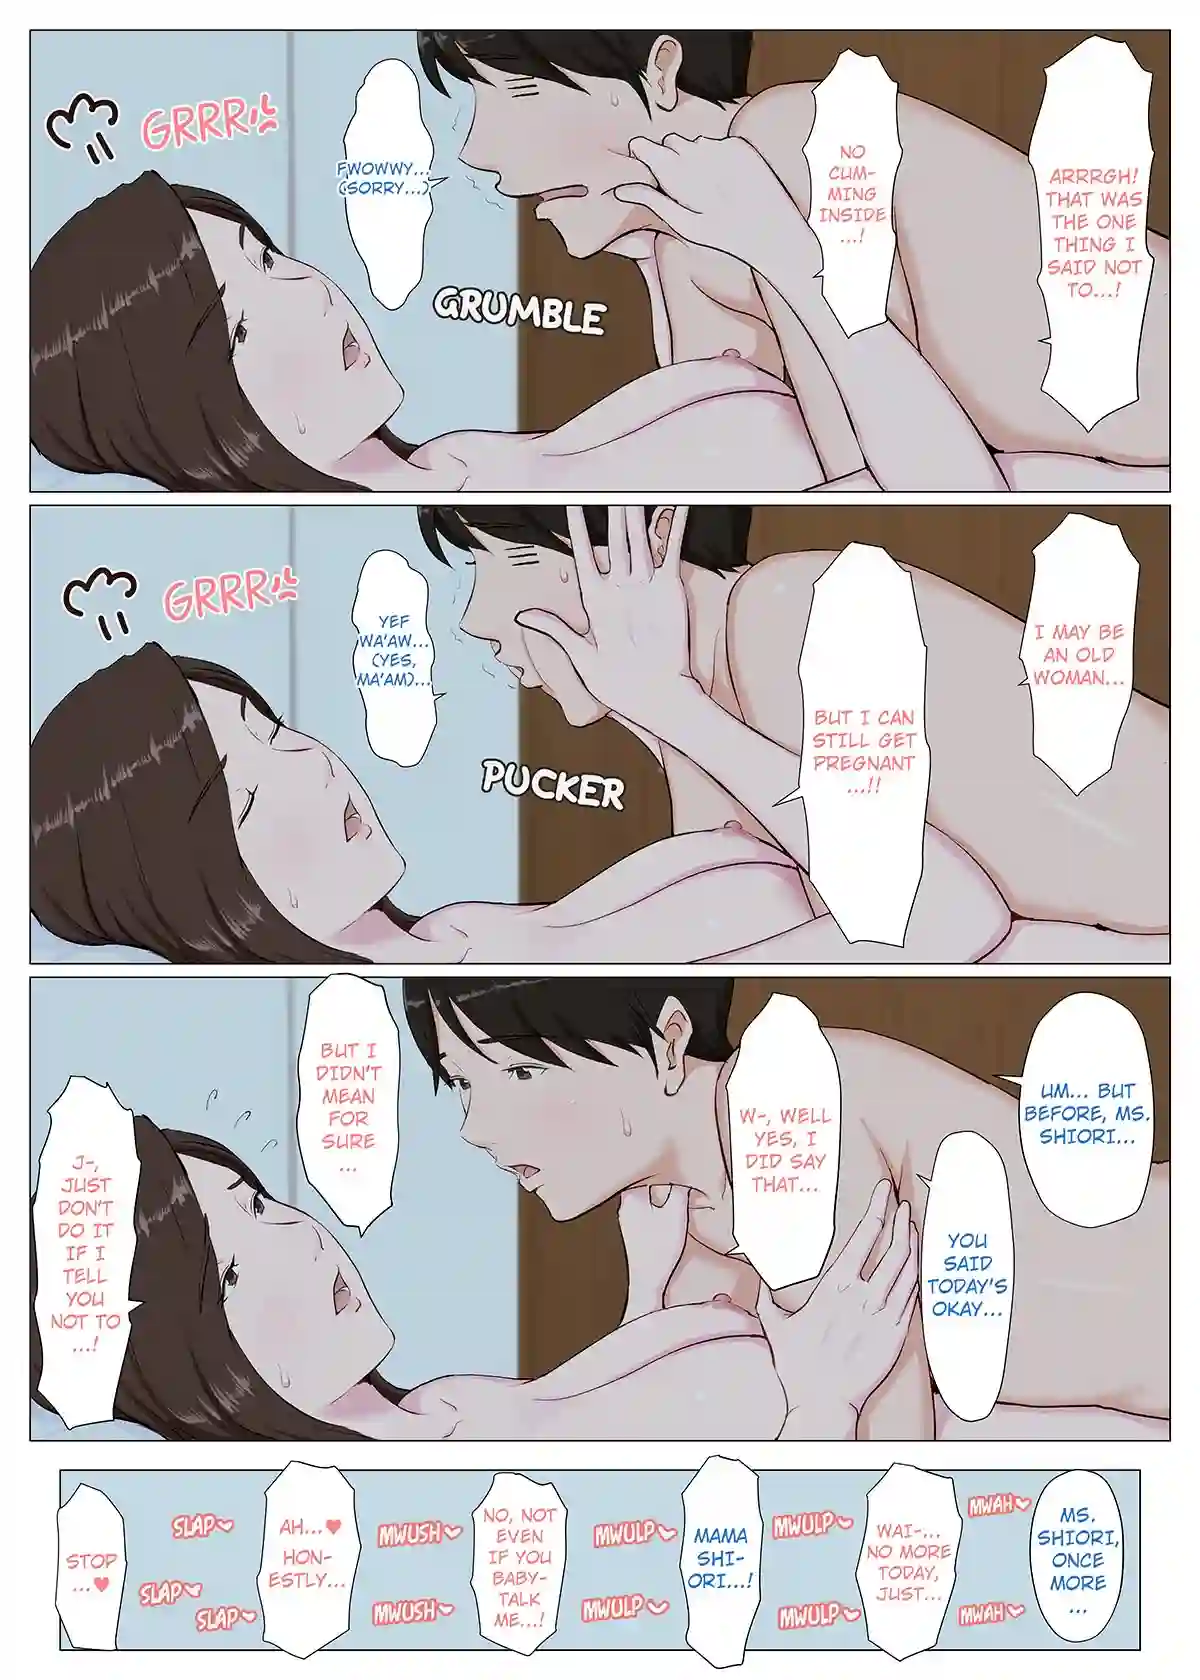 ARRRGH!
THAT WAS
THE ONE
THING I
SAID NOT
TO...!
NO
CUM-
MING
INSIDE
...!
FWOWWY...
(SORRY...)
GRRR
GRUMBLE
I MAY BE
AN OLD
WOMAN...
BUT I CAN
STILL GET
PREGNANT
...!!
YEF
WA'AW...
(YES,
MA'AM)...
GRRR
PUCKER
UM... BUT
BEFORE, MS.
SHIORI...
YOU
SAID
TODAY'S
OKAY...
W-, WELL
YES, I
DID SAY
THAT...
BUT I
DIDN'T
MEAN
FOR
SURE
...
J-,
JUST
DON'T
DO IT
IF I
TELL
YOU
NOT TO
...!
MS.
SHIORI,
ONCE
MORE
...
MWAH♥
MWAH♥
WAI-...
NO MORE
TODAY,
JUST...
MWULP♥
MWULP♥
MAMA
SHI-
ORI...!
MWULP♥
MWULP♥
NO, NOT
EVEN
IF YOU
BABY-
TALK
ME...!
MWUSH♥
MWUSH♥
AH...♥
HON-
ESTLY...
SLAP♥
SLAP♥
SLAP♥
STOP
...♥